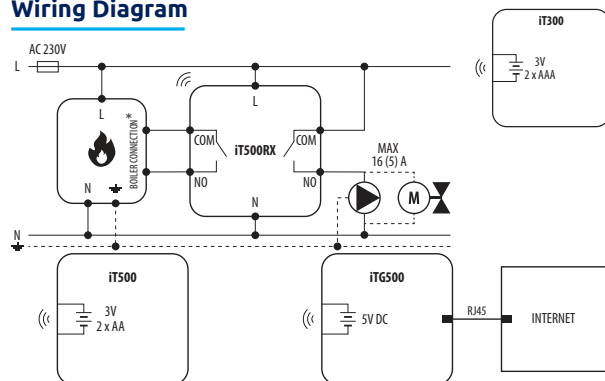 Wiring Diagram
iT300
3V
2 x AAA
AC 230V
L
L
L
BOILER CONNECTION*
COM
iT500RX
COM
MAX
16 (5) A
NO
NO
M
N
N
N
iT500
3V
2 x AA
iTG500
5V DC
RJ45
INTERNET